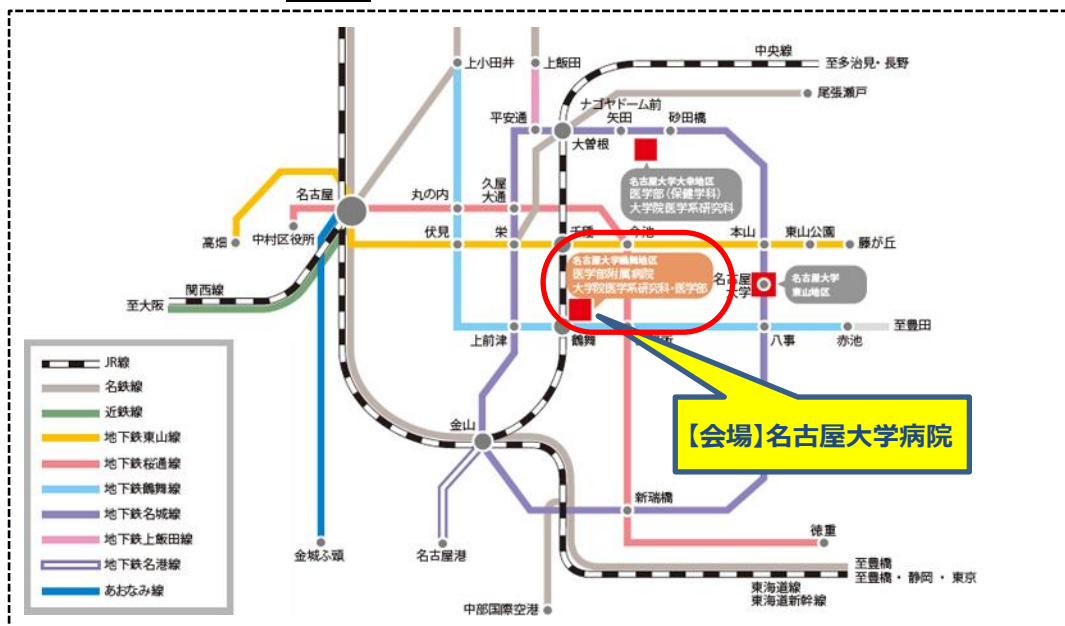 中央線
至多治見・長野
上小田井
上飯田
尾張瀬戸
ナゴヤドーム前
矢田
砂田橋
平安通
大曽根
名古屋大学大幸地区
医学部(保健学科)
大学院医学系研究科
名古屋
丸の内
久屋
大通
中村区役所
高畑
伏見
栄
千種
今池
本山
東山公園
藤が丘
名古屋大学鶴舞地区
医学部附属病院
大学院医学系研究科・医学部
名古屋
大学
名古屋大学
東山地区
関西線
至大阪
上前津
鶴舞
八事
赤池
至豊田
JR線
名鉄線
近鉄線
地下鉄東山線
地下鉄桜通線
地下鉄鶴舞線
地下鉄名城線
地下鉄上飯田線
地下鉄名港線
あおなみ線
金山
【会場】名古屋大学病院
新瑞橋
徳重
金城ふ頭
名古屋港
中部国際空港
至豊橋
至豊橋・静岡・東京
東海道線
東海道新幹線